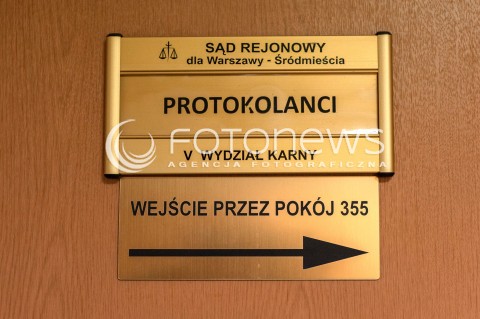 SĄD REJONOWY
dla Warszawy - Śródmieścia
PROTOKOLANCI
FOTONEWS
AGENCJA FOTOGRAFICZNA
V WYDZIAŁ KARNY
WEJŚCIE PRZEZ POKÓJ 355